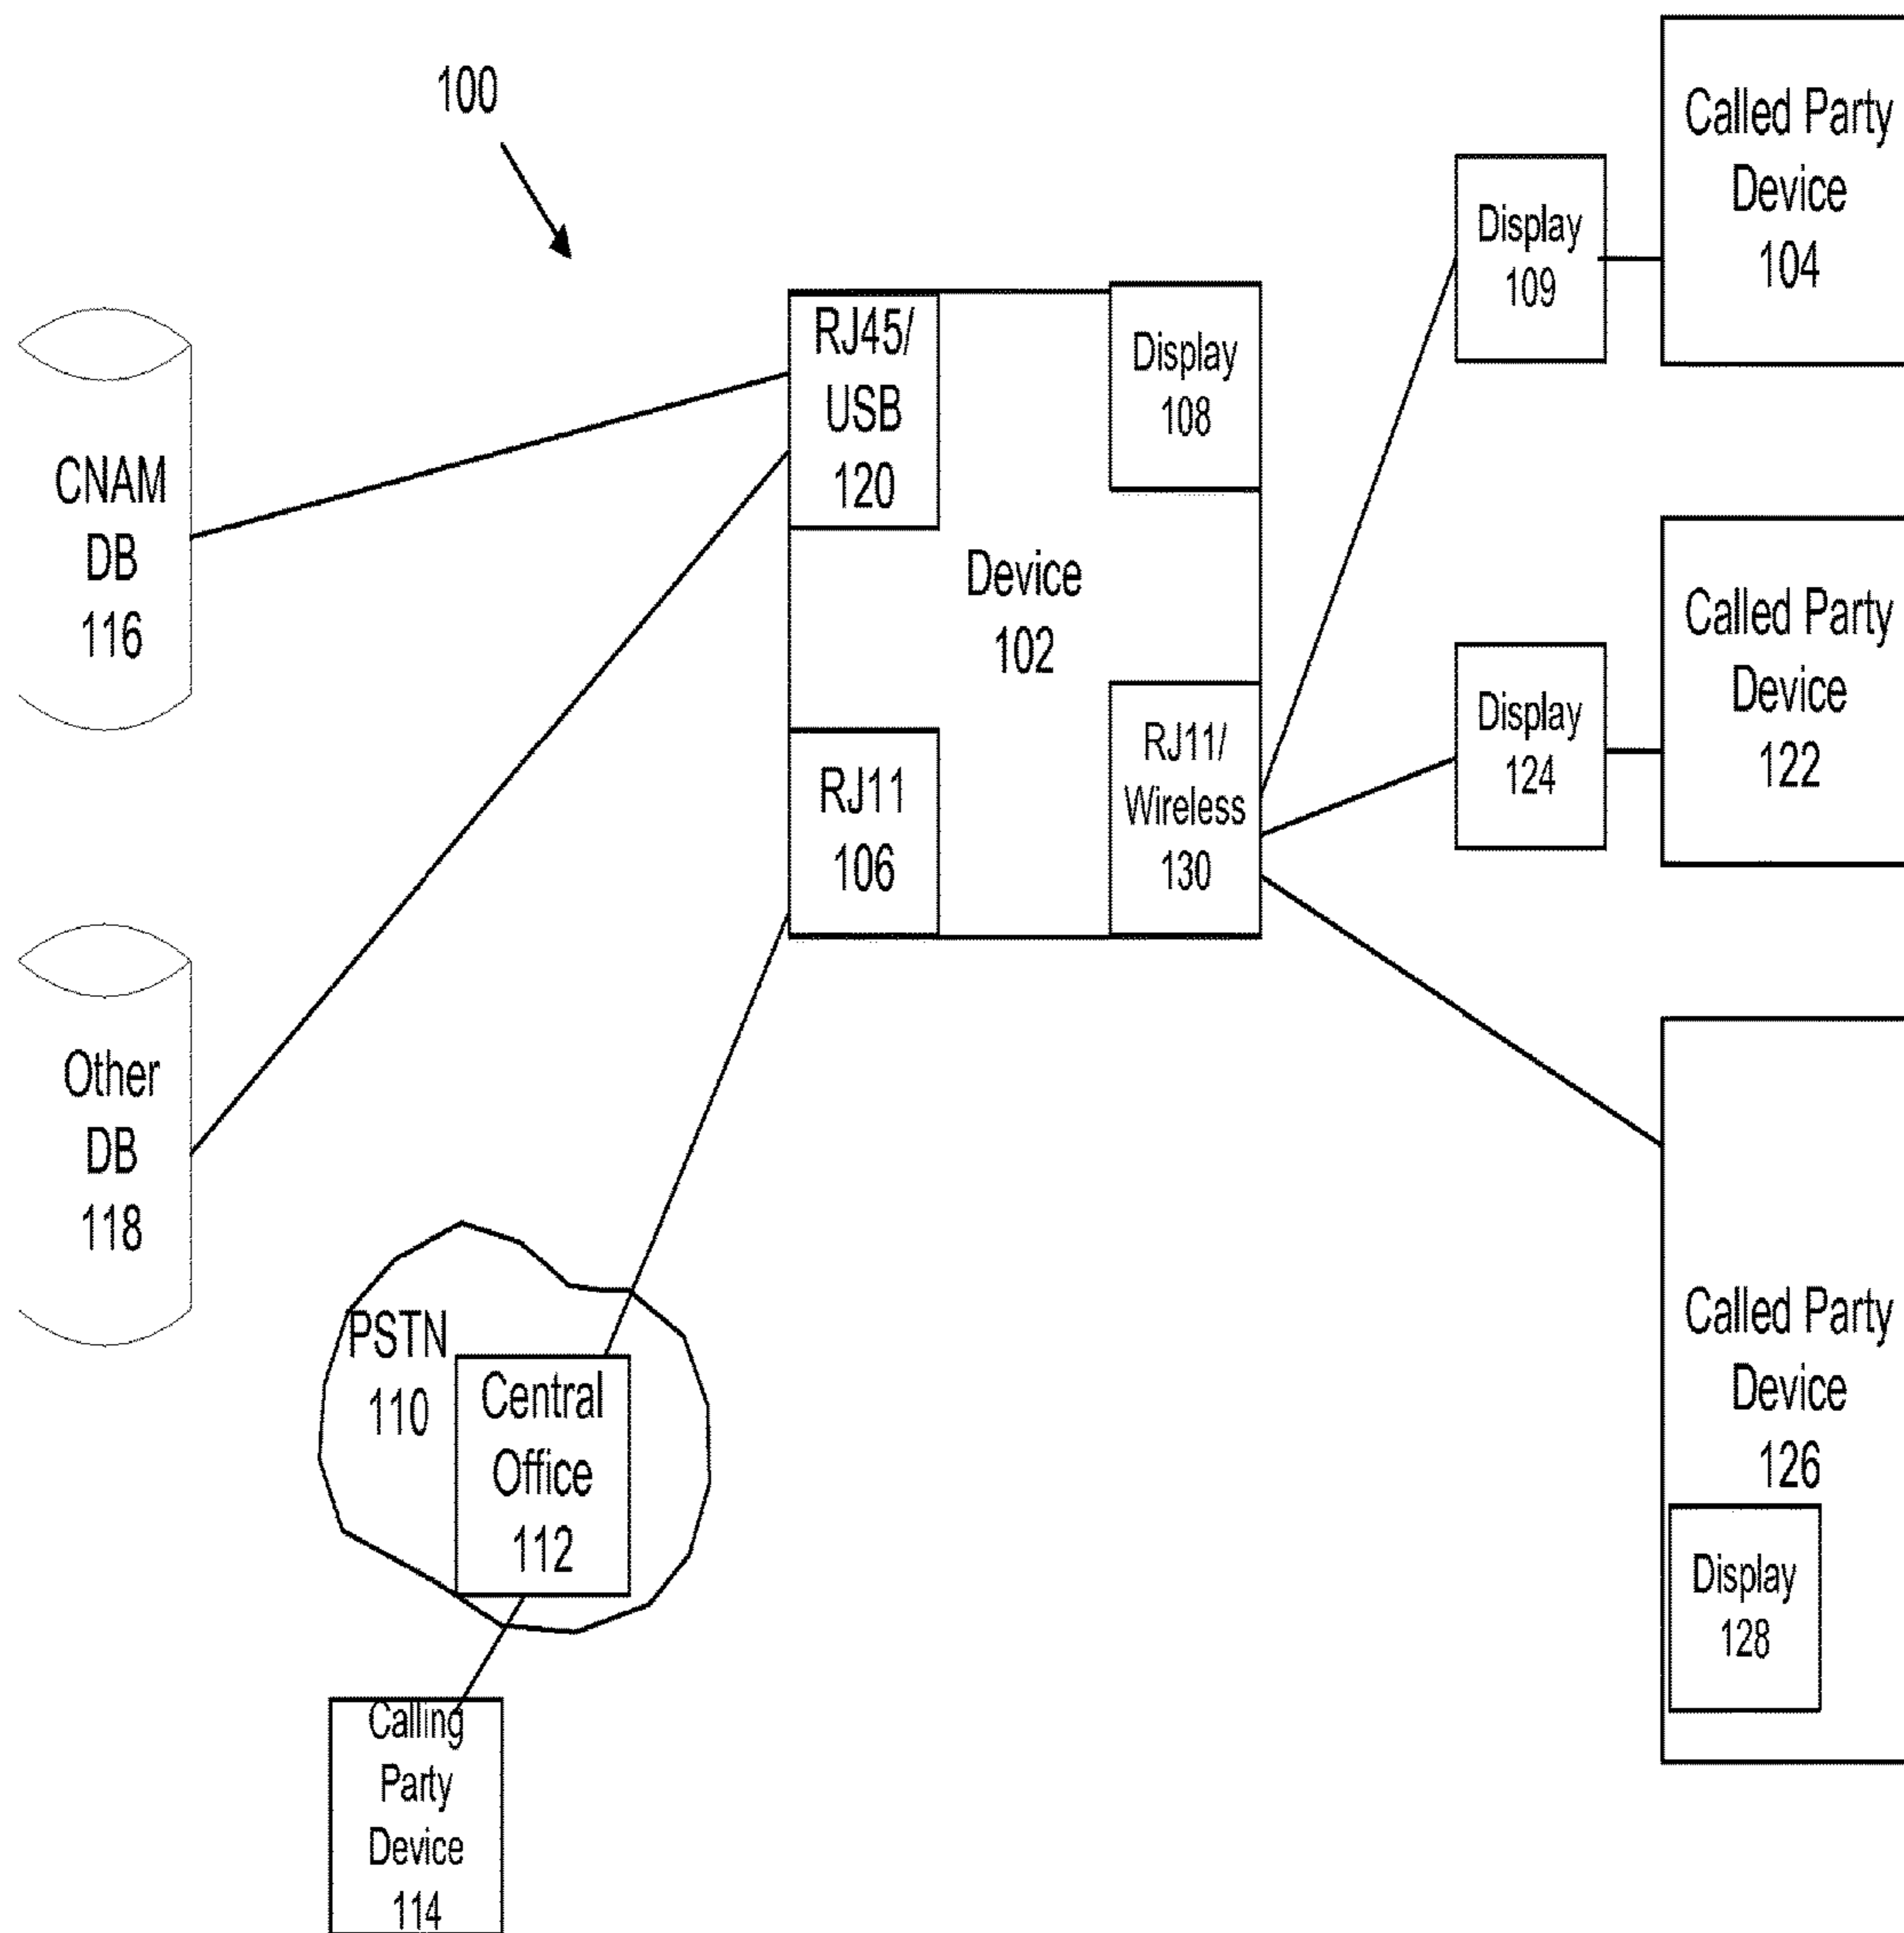 100
CNAM
DB
116
Other
DB
118
PSTN
110
Central
Office
112
Calling
Party
Device
114
RJ45/
USB
120
Display
108
Device
102
RJ11
106
RJ11/
Wireless
130
Display
109
Called Party
Device
104
Display
124
Called Party
Device
122
Called Party
Device
126
Display
128